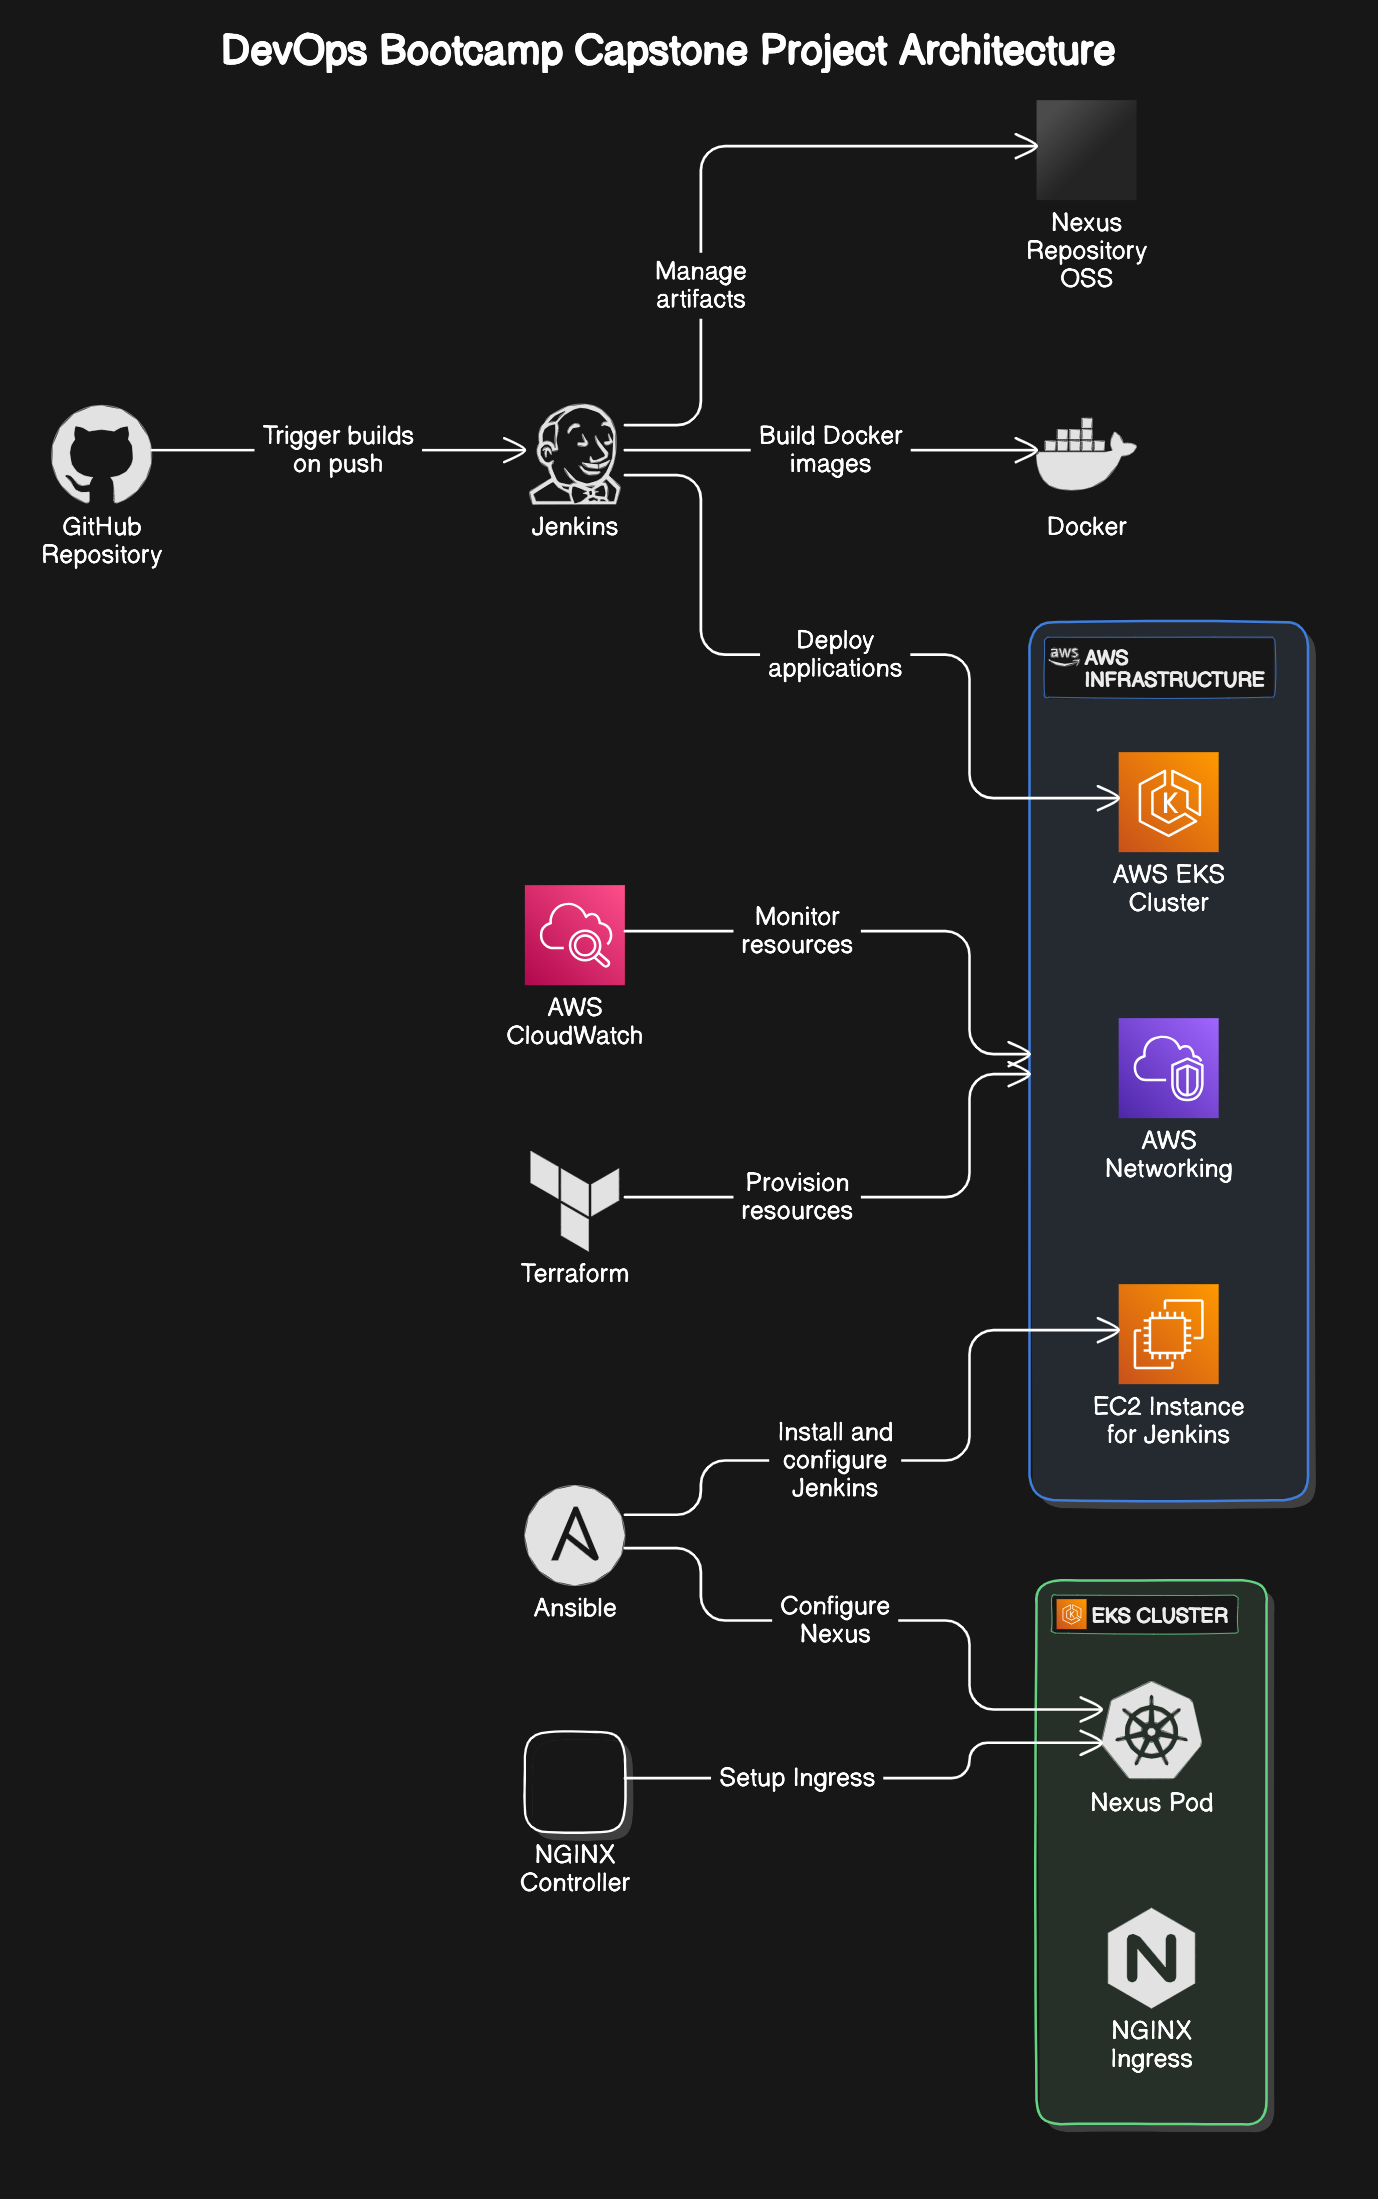 DevOps Bootcamp Capstone Project Architecture
Nexus
Repository
OSS
Manage
artifacts
Trigger builds
on push
Build Docker
images
GitHub
Repository
Jenkins
Docker
Deploy
applications
aws
AWS
INFRASTRUCTURE
K
AWS EKS
Cluster
Monitor
resources
AWS
CloudWatch
AWS
Networking
Provision
resources
Terraform
EC2 Instance
for Jenkins
Install and
configure
Jenkins
Ansible
Configure
Nexus
K
EKS CLUSTER
Nexus Pod
Setup Ingress
NGINX
Controller
N
NGINX
Ingress